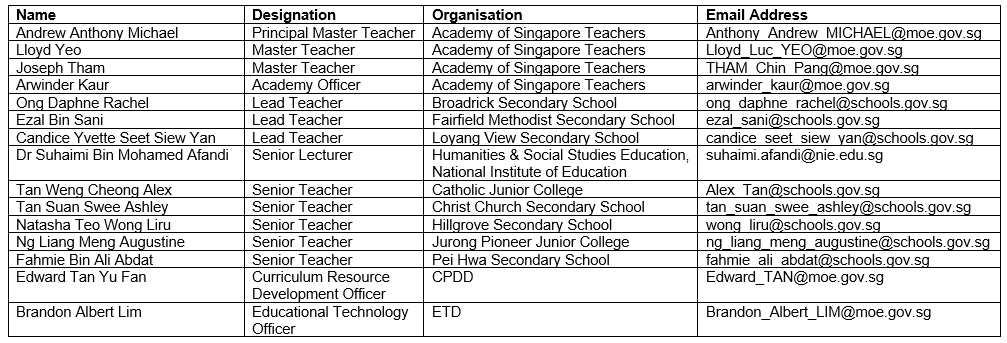 Name Designation Organisation Email Address
Andrew Anthony Michael Principal Master Teacher Academy of Singapore Teachers Anthony_Andrew_MICHAEL@moe.gov.sg
Lloyd Yeo Master Teacher Academy of Singapore Teachers Lloyd_Luc_YEO@moe.gov.sg
Joseph Tham Master Teacher Academy of Singapore Teachers THAM_Chin_Pang@moe.gov.sg
Arwinder Kaur Academy Officer Academy of Singapore Teachers arwinder_kaur@moe.gov.sg
Ong Daphne Rachel Lead Teacher Broadrick Secondary School ong_daphne_rachel@schools.gov.sg
Ezal Bin Sani Lead Teacher Fairfield Methodist Secondary School ezal_sani@schools.gov.sg
Candice Yvette Seet Siew Yan Lead Teacher Loyang View Secondary School candice_seet_siew_yan@schools.gov.sg
Dr Suhaimi Bin Mohamed Afandi Senior Lecturer Humanities & Social Studies Education, suhaimi.afandi@nie.edu.sg
National Institute of Education
Tan Weng Cheong Alex Senior Teacher Catholic Junior College Alex_Tan@schools.gov.sg
Tan Suan Swee Ashley Senior Teacher Christ Church Secondary School tan_suan_swee_ashley@schools.gov.sg
Natasha Teo Wong Liru Senior Teacher Hillgrove Secondary School wong_liru@schools.gov.sg
Ng Liang Meng Augustine Senior Teacher Jurong Pioneer Junior College ng_liang_meng_augustine@schools.gov.sg
Fahmie Bin Ali Abdat Senior Teacher Pei Hwa Secondary School fahmie_ali_abdat@schools.gov.sg
Edward Tan Yu Fan Curriculum Resource CPDD Edward_TAN@moe.gov.sg
Development Officer
Brandon Albert Lim Educational Technology ETD Brandon_Albert_LIM@moe.gov.sg
Officer